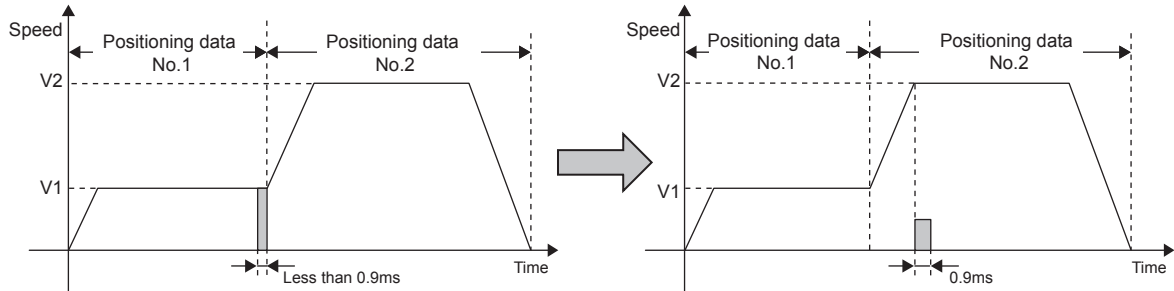 Speed
Positioning data
No.1
Positioning data
No.2
V2
V1
Less than 0.9ms
Time
Speed
Positioning data
No.1
Positioning data
No.2
V2
V1
0.9ms
Time